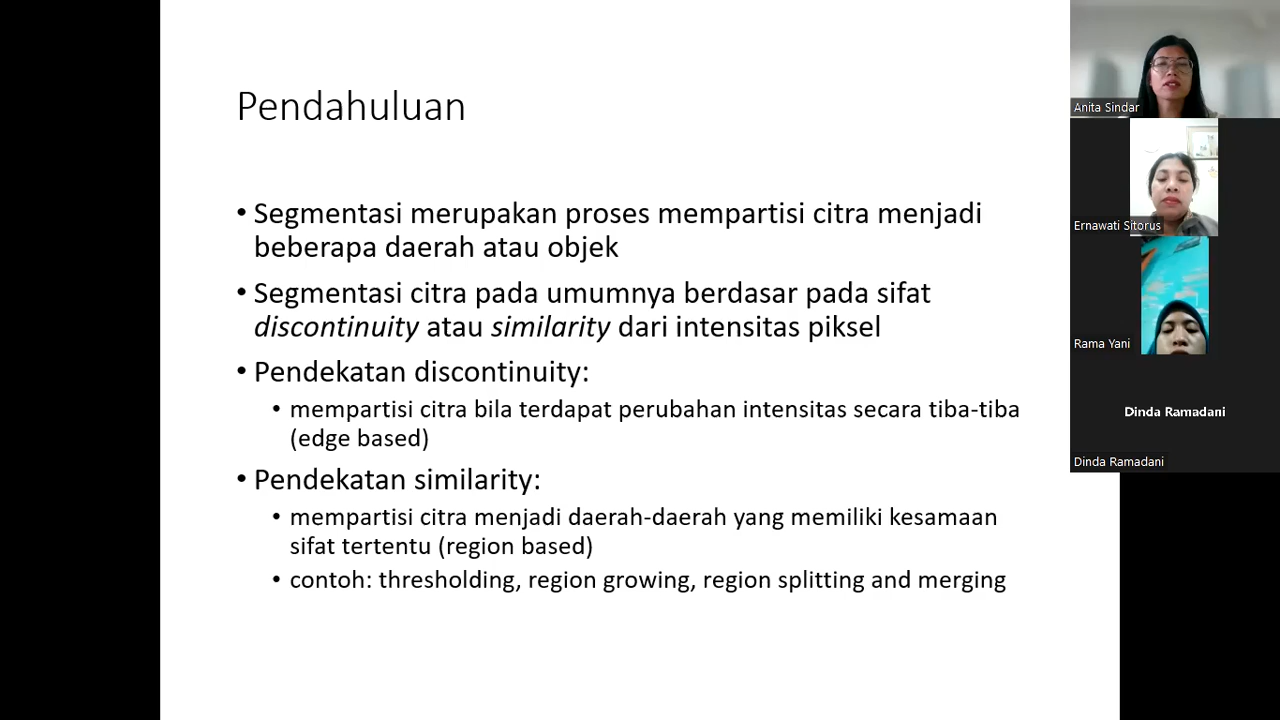 Pendahuluan
• Segmentasi merupakan proses mempartisi citra menjadi
beberapa daerah atau objek
• Segmentasi citra pada umumnya berdasar pada sifat
discontinuity atau similarity dari intensitas piksel
• Pendekatan discontinuity:
• mempartisi citra bila terdapat perubahan intensitas secara tiba-tiba
(edge based)
• Pendekatan similarity:
• mempartisi citra menjadi daerah-daerah yang memiliki kesamaan
sifat tertentu (region based)
• contoh: thresholding, region growing, region splitting and merging
Anita Sindar
Ernawati Sitorus
Rama Yani
Dinda Ramadani
Dinda Ramadani